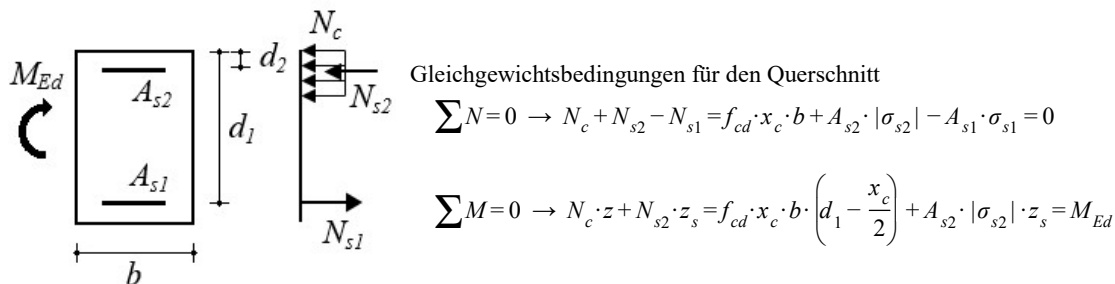 N_c
d_2
M_Ed
A_s2
N_s2
d_1
A_s1
N_s1
b
Gleichgewichtsbedingungen für den Querschnitt
∑N=0 → N_c+N_s2−N_s1=f_cd·x_c·b+A_s2·|σ_s2|−A_s1·σ_s1=0
∑M=0 → N_c·z+N_s2·z_s=f_cd·x_c·b·(d_1−x_c/2)+A_s2·|σ_s2|·z_s=M_Ed